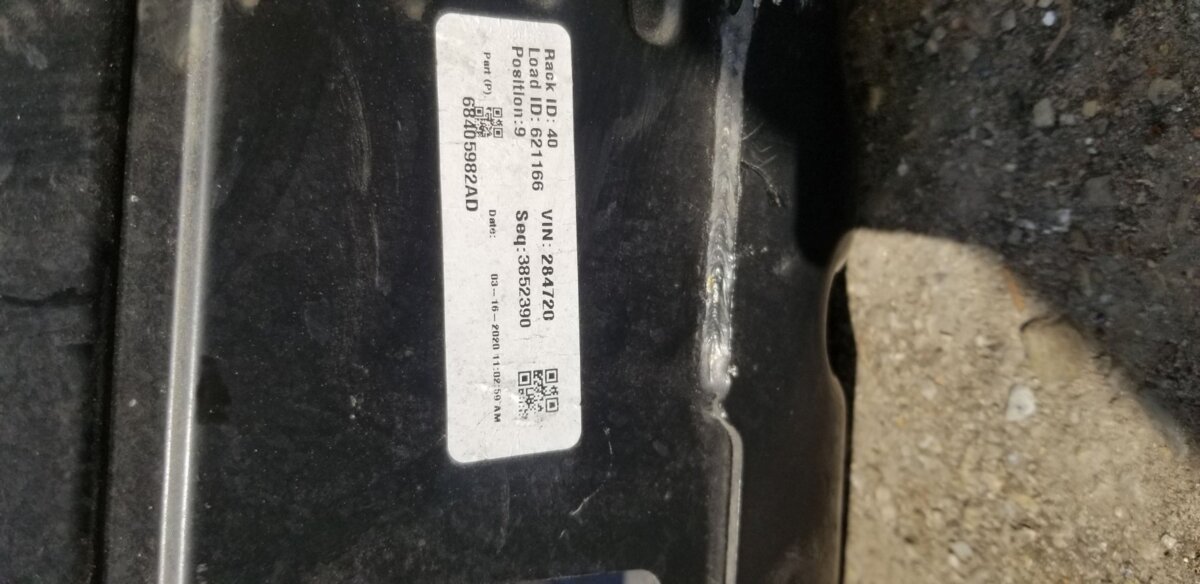 Rack ID: 40
Load ID: 621166 VIN: 284720
Position: 9 Seq: 3852390
Part (P): Date: 03-16-2020 11:02:59 AM
68405982AD